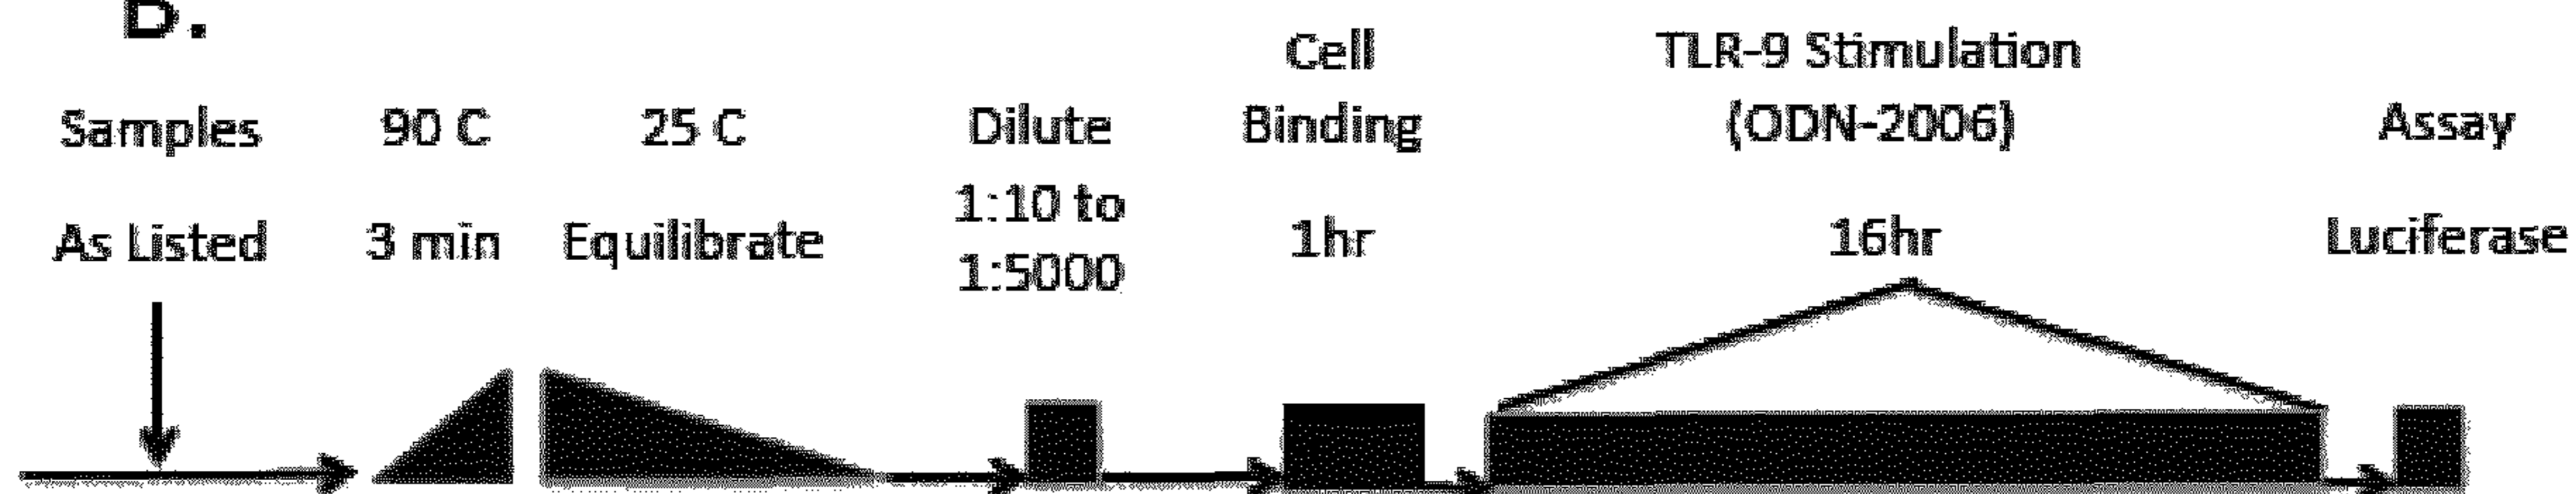 B.
Samples
As Listed
90 C
3 min
25 C
Equilibrate
Dilute
1:10 to
1:5000
Cell
Binding
1hr
TLR-9 Stimulation
(ODN-2006)
16hr
Assay
Luciferase